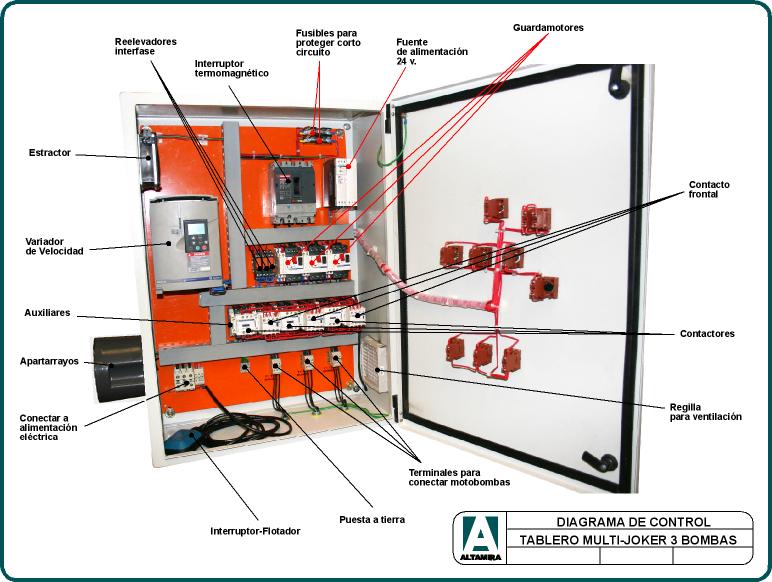 Reelevadores
interfase
Interruptor
termomagnético
Fusibles para
proteger corto
circuito
Fuente
de alimentación
24 v.
Guardamotores
Estractor
Contacto
frontal
Variador
de Velocidad
Auxiliares
Contactores
Apartarrayos
Conectar a
alimentación
eléctrica
Regilla
para ventilación
Terminales para
conectar motobombas
Puesta a tierra
Interruptor-Flotador
ALTAMIRA
DIAGRAMA DE CONTROL
TABLERO MULTI-JOKER 3 BOMBAS